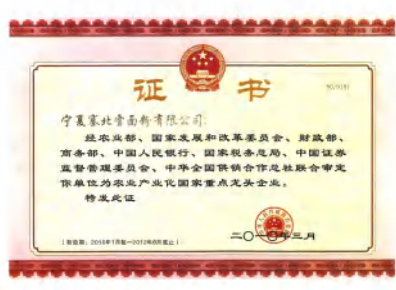 证 书
宁夏塞北雪面粉有限公司:
经农业部、国家发展和改革委员会、财政部、
商务部、中国人民银行、国家税务总局、中国证券
监督管理委员会、中华全国供销合作总社联合审定
你单位为农业产业化国家重点龙头企业。
特发此证
二〇一〇年三月